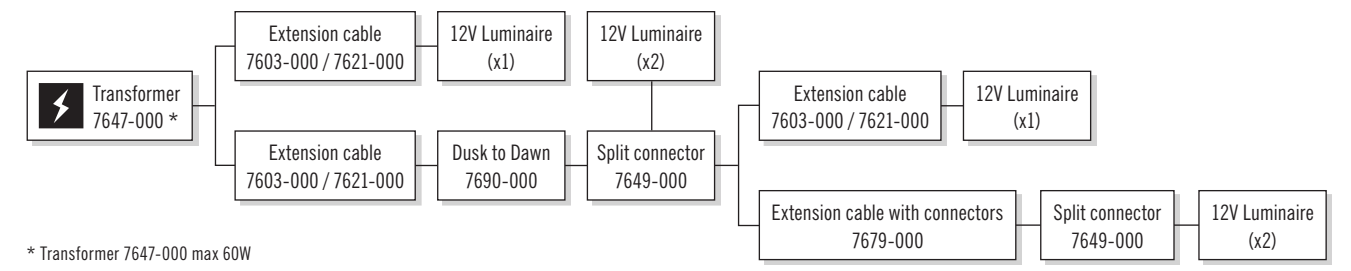 Transformer
7647-000 *
Extension cable
7603-000 / 7621-000
12V Luminaire
(x1)
12V Luminaire
(x2)
Extension cable
7603-000 / 7621-000
Dusk to Dawn
7690-000
Split connector
7649-000
Extension cable
7603-000 / 7621-000
12V Luminaire
(x1)
Extension cable with connectors
7679-000
Split connector
7649-000
12V Luminaire
(x2)
* Transformer 7647-000 max 60W